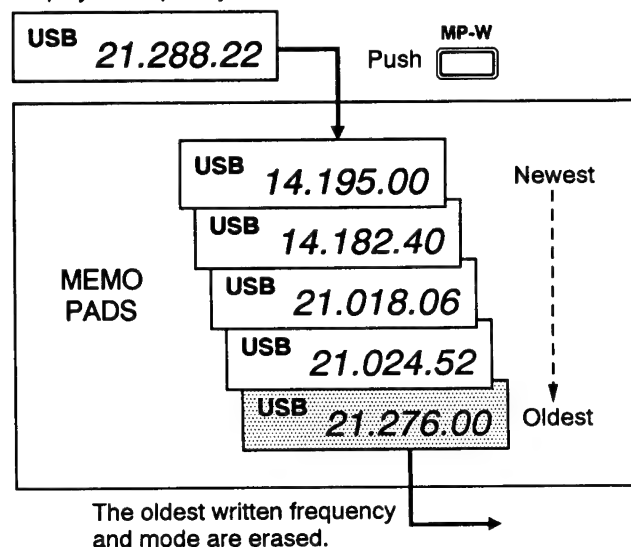 USB 21.288.22
MP-W
Push
USB 14.195.00
Newest
USB 14.182.40
MEMO
PADS
USB 21.018.06
USB 21.024.52
USB 21.276.00
Oldest
The oldest written frequency
and mode are erased.